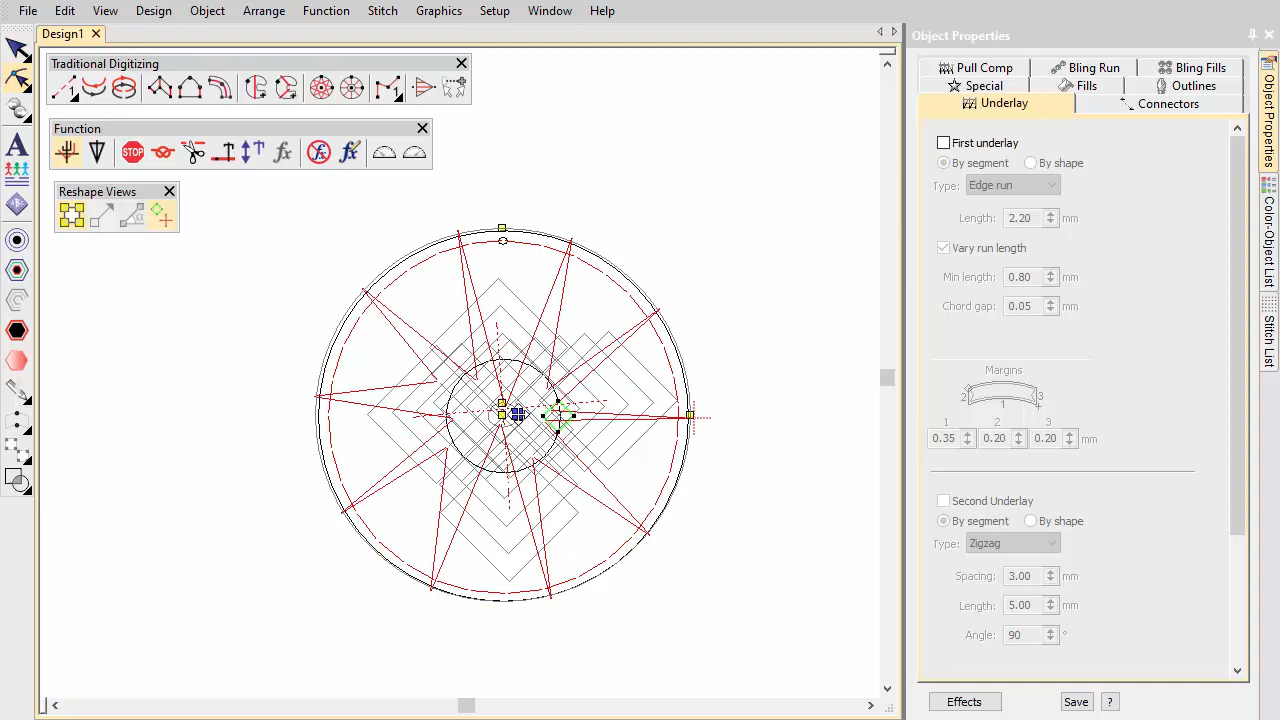 File Edit View Design Object Arrange Function Stitch Graphics Setup Window Help
Design1
Traditional Digitizing
Function
STOP
Reshape Views
A
ABC
Object Properties
Pull Comp Bling Run Bling Fills
Special Fills Outlines
Underlay Connectors
First underlay
By segment By shape
Type: Edge run
Length: 2.20 mm
Vary run length
Min length: 0.80 mm
Chord gap: 0.05 mm
Margins
2 3
1
1 2 3
0.35 0.20 0.20 mm
Second Underlay
By segment By shape
Type: Zigzag
Spacing: 3.00 mm
Length: 5.00 mm
Angle: 90 °
Effects Save ?
Object Properties
Color-Object List
Stitch List